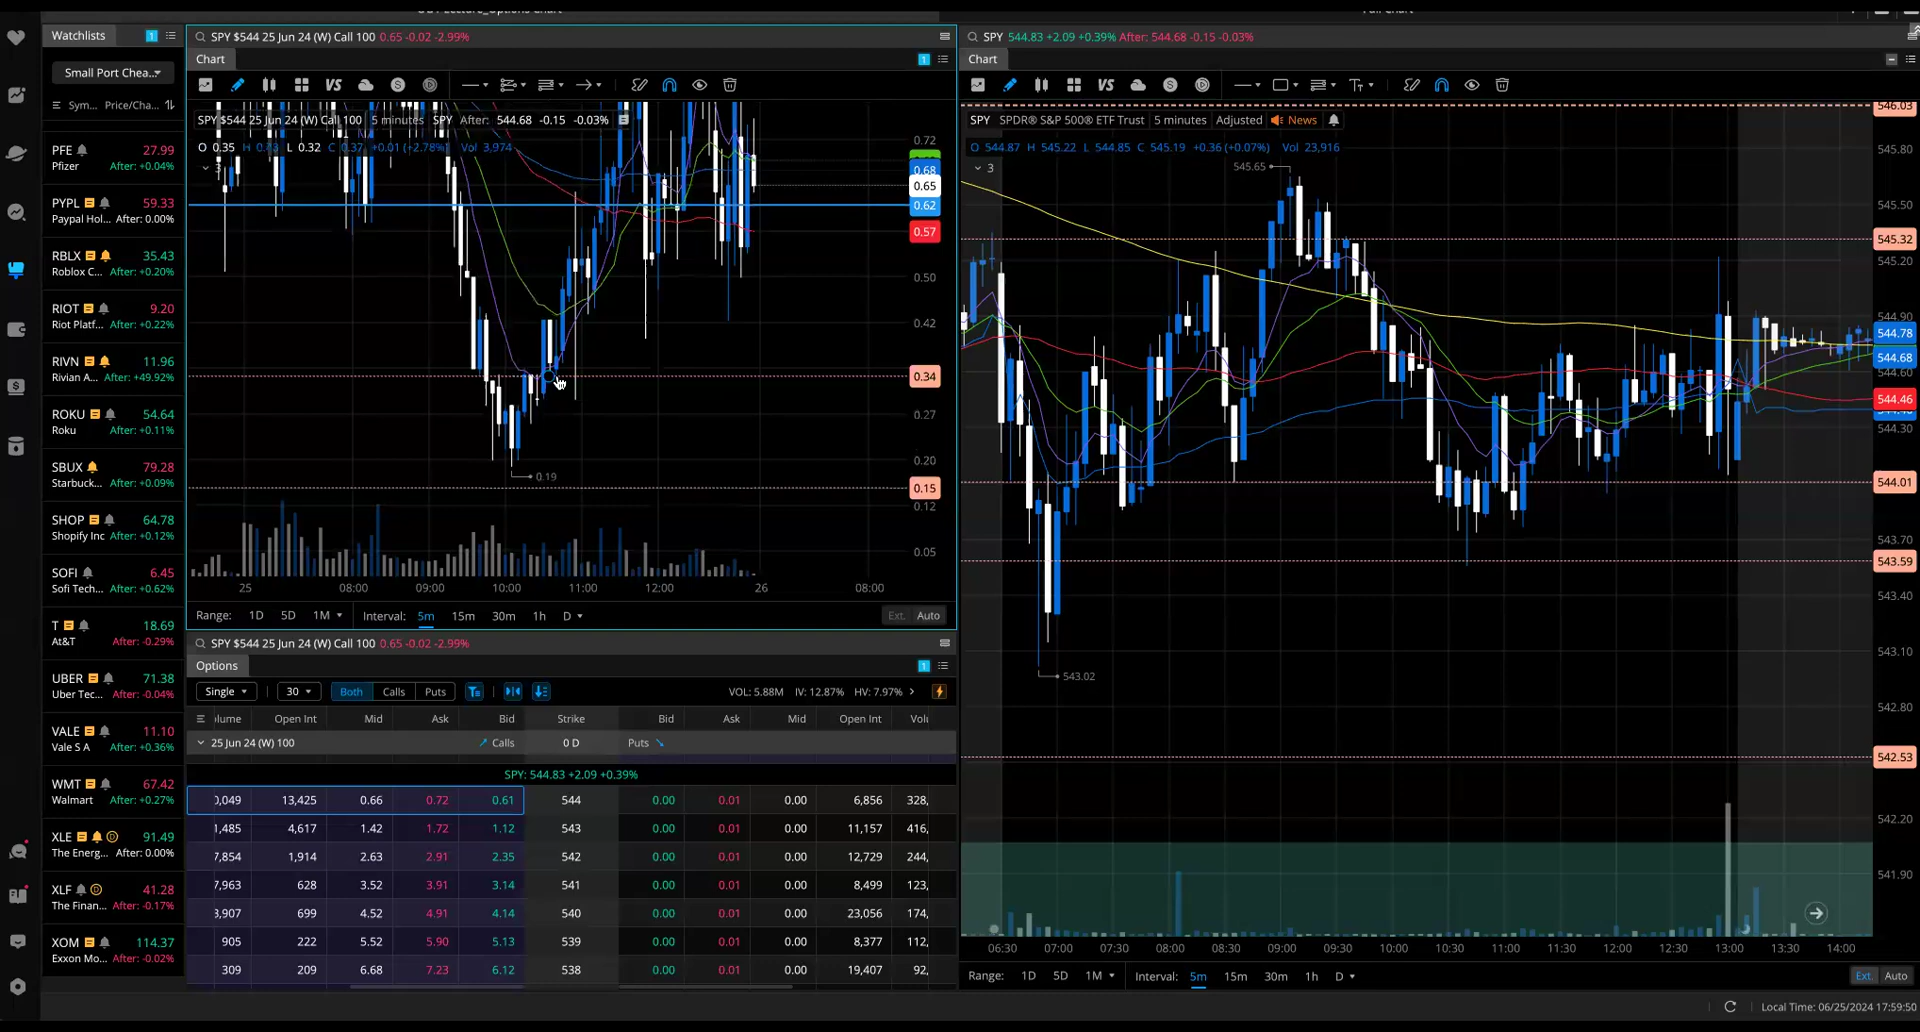 Watchlists 1
Small Port Chea...
Sym... Price/Cha...
PFE 27.99
Pfizer After: +0.04%
PYPL 59.33
Paypal Hol... After: 0.00%
RBLX 35.43
Roblox C... After: +0.20%
RIOT 9.20
Riot Platf... After: +0.22%
RIVN 11.96
Rivian A... After: +49.92%
ROKU 54.64
Roku After: +0.11%
SBUX 79.28
Starbuck... After: +0.09%
SHOP 64.78
Shopify Inc After: +0.12%
SOFI 6.45
Sofi Tech... After: +0.62%
T 18.69
At&T After: -0.29%
UBER 71.38
Uber Tec... After: -0.04%
VALE 11.10
Vale S A After: +0.36%
WMT 67.42
Walmart After: +0.27%
XLE 91.49
The Energ... After: 0.00%
XLF 41.28
The Finan... After: -0.17%
XOM 114.37
Exxon Mo... After: -0.02%
SPY $544 25 Jun 24 (W) Call 100 0.65 -0.02 -2.99%
Chart 1
VS S
SPY $544 25 Jun 24 (W) Call 100 5 minutes SPY After: 544.68 -0.15 -0.03%
O 0.35 L 0.32 C 0.37 +0.01 (+2.78%) Vol 3,974
0.72
0.68
0.65
0.62
0.57
0.50
0.42
0.34
0.27
0.20
0.19
0.15
0.12
0.05
25 08:00 09:00 10:00 11:00 12:00 26 08:00
Range: 1D 5D 1M Interval: 5m 15m 30m 1h D Ext. Auto
SPY $544 25 Jun 24 (W) Call 100 0.65 -0.02 -2.99%
Options 1
Single 30 Both Calls Puts VOL: 5.88M IV: 12.87% HV: 7.97%
lume Open Int Mid Ask Bid Strike Bid Ask Mid Open Int Volu
25 Jun 24 (W) 100 Calls 0 D Puts
SPY: 544.83 +2.09 +0.39%
0,049 13,425 0.66 0.72 0.61 544 0.00 0.01 0.00 6,856 328,
1,485 4,617 1.42 1.72 1.12 543 0.00 0.01 0.00 11,157 416,
7,854 1,914 2.63 2.91 2.35 542 0.00 0.01 0.00 12,729 244,
7,963 628 3.52 3.91 3.14 541 0.00 0.01 0.00 8,499 123,
3,907 699 4.52 4.91 4.14 540 0.00 0.01 0.00 23,056 174,
905 222 5.52 5.90 5.13 539 0.00 0.01 0.00 8,377 112,
309 209 6.68 7.23 6.12 538 0.00 0.01 0.00 19,407 92,
SPY 544.83 +2.09 +0.39% After: 544.68 -0.15 -0.03%
Chart
VS S
SPY SPDR® S&P 500® ETF Trust 5 minutes Adjusted News
O 544.87 H 545.22 L 544.85 C 545.19 +0.36 (+0.07%) Vol 23,916
3
545.65
543.02
546.03
545.80
545.50
545.32
545.20
544.90
544.78
544.68
544.60
544.46
544.30
544.01
543.70
543.59
543.40
543.10
542.80
542.53
542.20
541.90
06:30 07:00 07:30 08:00 08:30 09:00 09:30 10:00 10:30 11:00 11:30 12:00 12:30 13:00 13:30 14:00
Range: 1D 5D 1M Interval: 5m 15m 30m 1h D Ext. Auto
Local Time: 06/25/2024 17:59:50